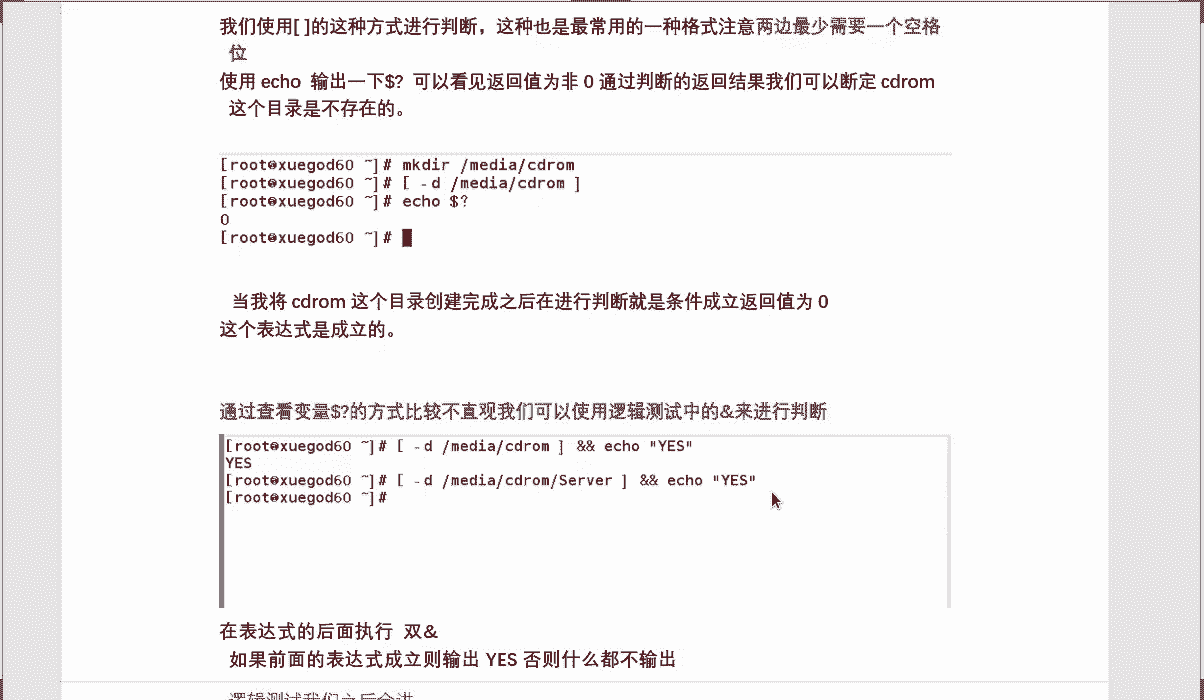 我们使用[ ]的这种方式进行判断，这种也是最常用的一种格式注意两边最少需要一个空格
位
使用 echo 输出一下$? 可以看见返回值为非 0 通过判断的返回结果我们可以断定 cdrom
这个目录是不存在的。
[root@xuegod60 ~]# mkdir /media/cdrom
[root@xuegod60 ~]# [ -d /media/cdrom ]
[root@xuegod60 ~]# echo $?
0
[root@xuegod60 ~]#
当我将 cdrom 这个目录创建完成之后在进行判断就是条件成立返回值为 0
这个表达式是成立的。
通过查看变量$?的方式比较不直观我们可以使用逻辑测试中的&来进行判断
[root@xuegod60 ~]# [ -d /media/cdrom ] && echo "YES"
YES
[root@xuegod60 ~]# [ -d /media/cdrom/Server ] && echo "YES"
[root@xuegod60 ~]#
在表达式的后面执行 双&
如果前面的表达式成立则输出 YES 否则什么都不输出
逻辑测试我们之后会讲